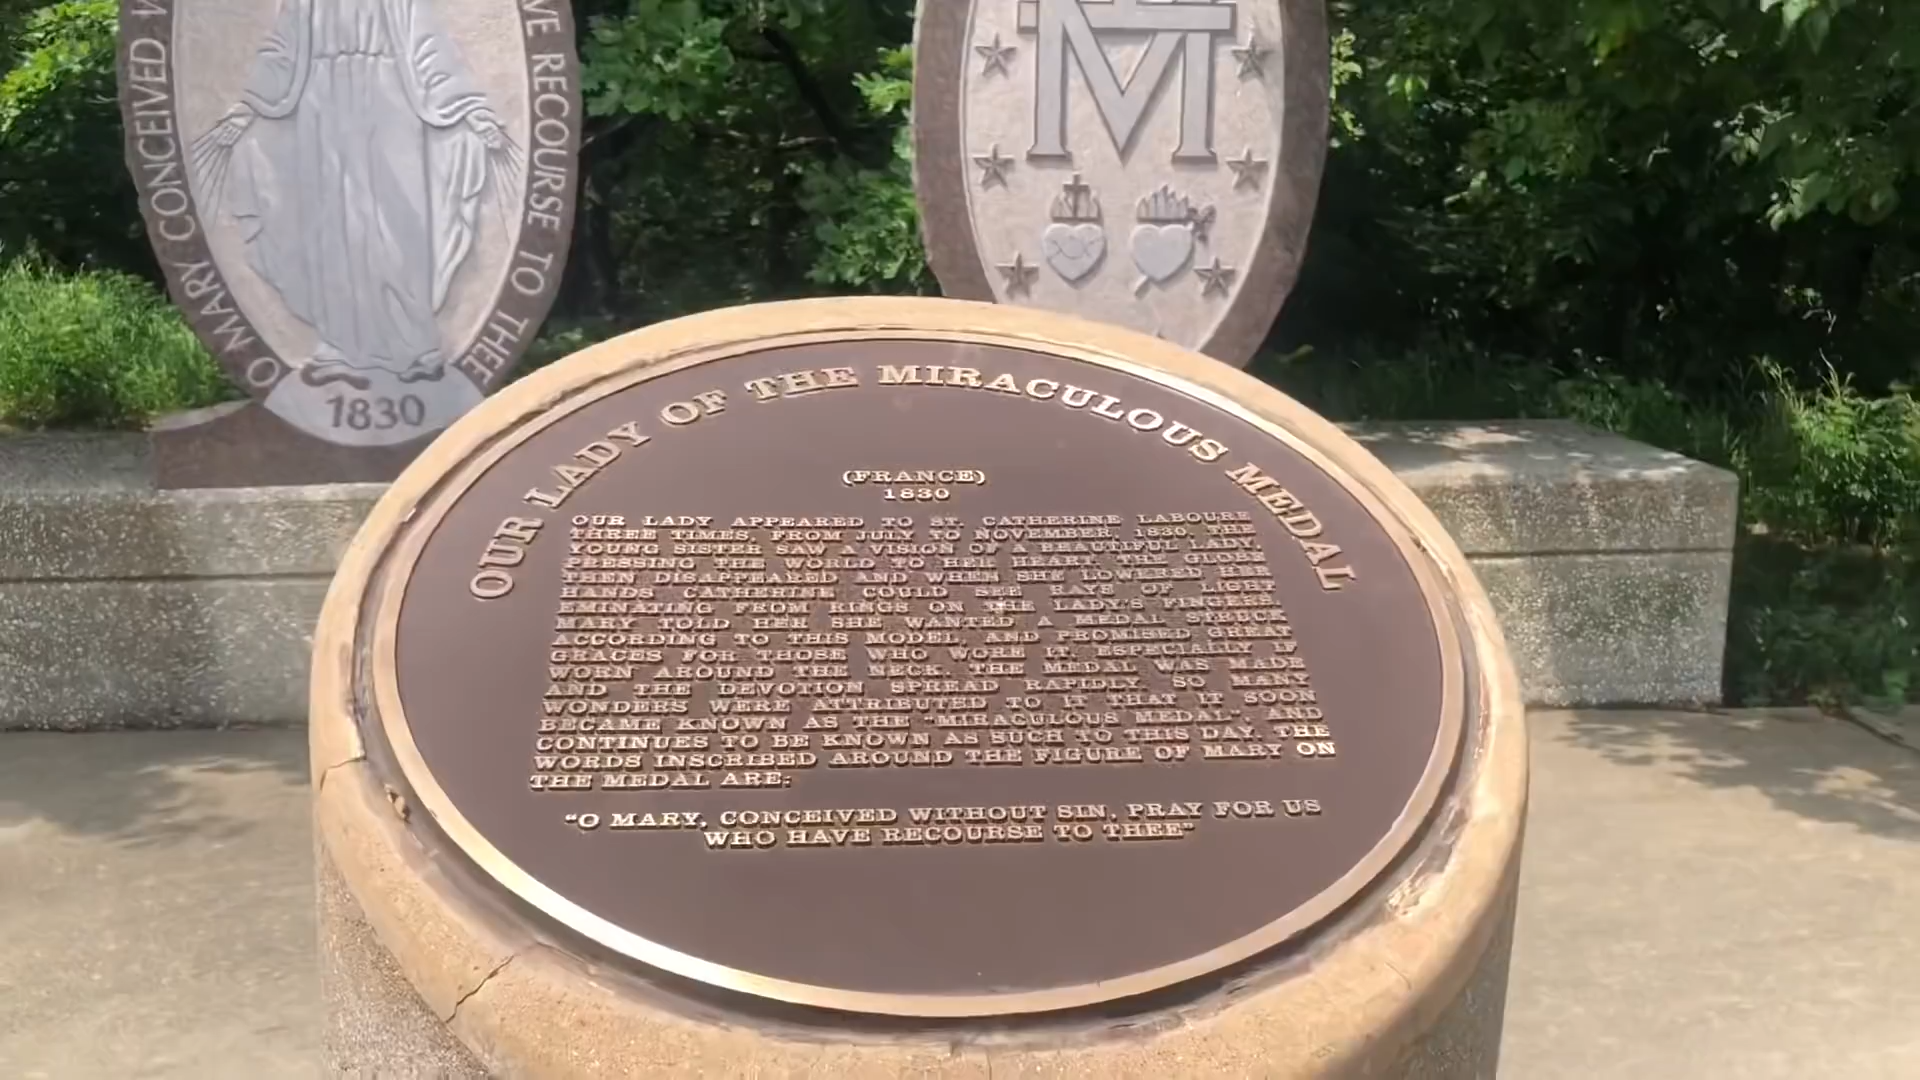 O MARY CONCEIVED
VE RECOURSE TO THEE
1830
M
OUR LADY OF THE MIRACULOUS MEDAL
(FRANCE)
1830
OUR LADY APPEARED TO ST. CATHERINE LABOURE
THREE TIMES, FROM JULY TO NOVEMBER, 1830. THE
YOUNG SISTER SAW A VISION OF A BEAUTIFUL LADY,
PRESSING THE WORLD TO HER HEART. THE GLOBE
THEN DISAPPEARED AND WHEN SHE LOWERED HER
HANDS CATHERINE COULD SEE RAYS OF LIGHT
EMINATING FROM RINGS ON THE LADY'S FINGERS.
MARY TOLD HER SHE WANTED A MEDAL STRUCK
ACCORDING TO THIS MODEL, AND PROMISED GREAT
GRACES FOR THOSE WHO WORE IT, ESPECIALLY IF
WORN AROUND THE NECK. THE MEDAL WAS MADE
AND THE DEVOTION SPREAD RAPIDLY. SO MANY
WONDERS WERE ATTRIBUTED TO IT THAT IT SOON
BECAME KNOWN AS THE "MIRACULOUS MEDAL", AND
CONTINUES TO BE KNOWN AS SUCH TO THIS DAY. THE
WORDS INSCRIBED AROUND THE FIGURE OF MARY ON
THE MEDAL ARE:
"O MARY, CONCEIVED WITHOUT SIN, PRAY FOR US
WHO HAVE RECOURSE TO THEE"